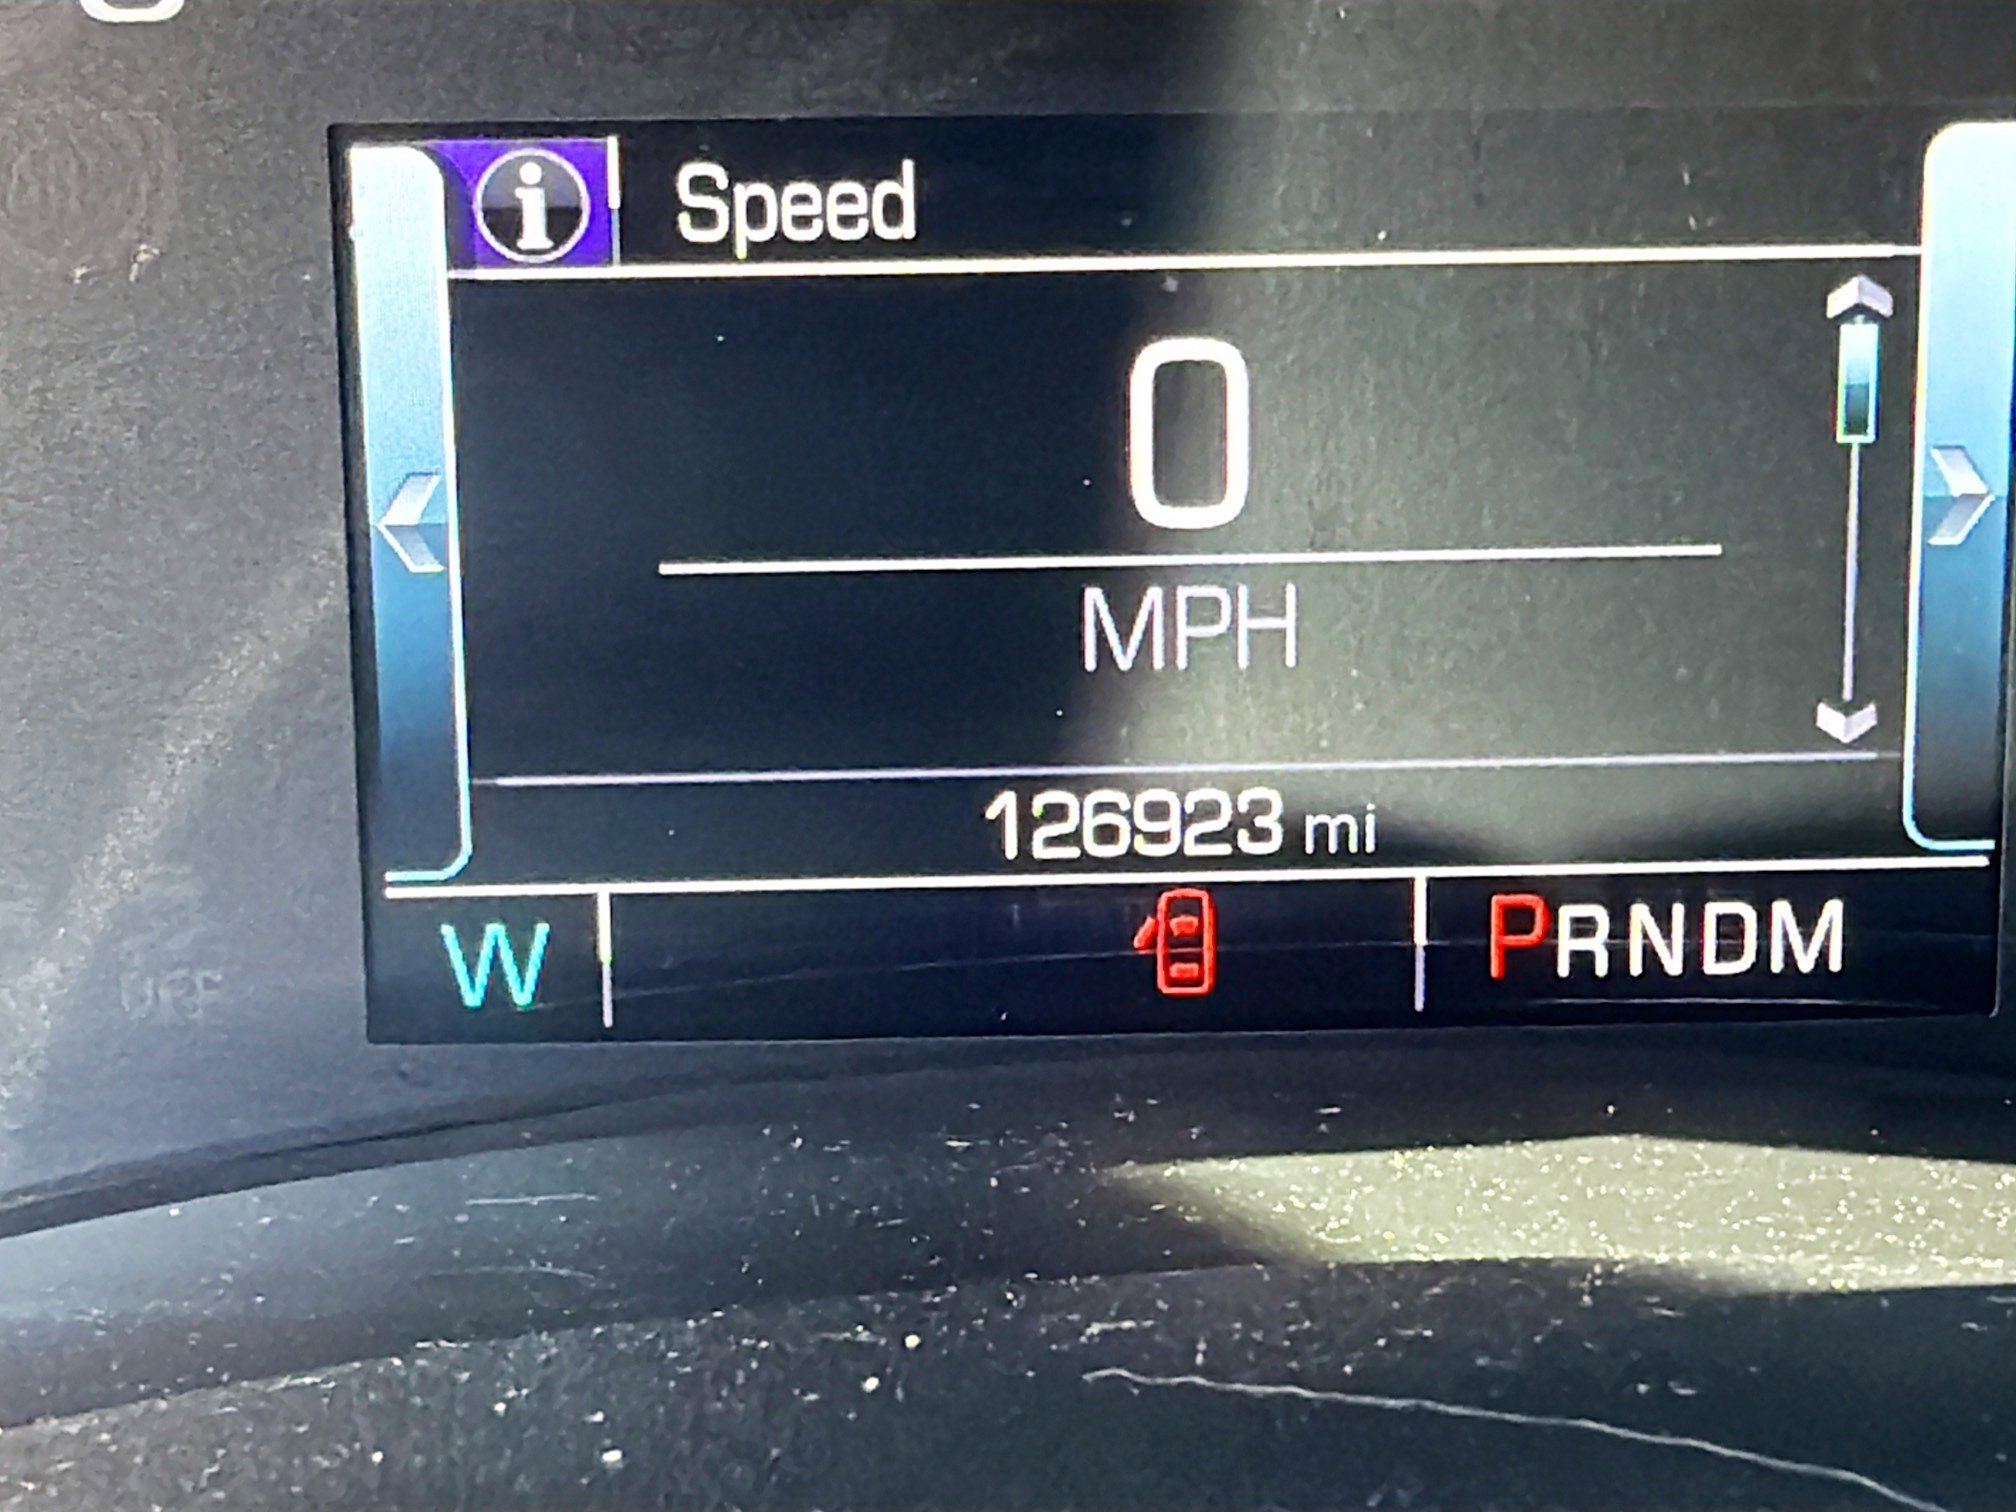 Speed
0
MPH
126923 mi
W
PRNDM